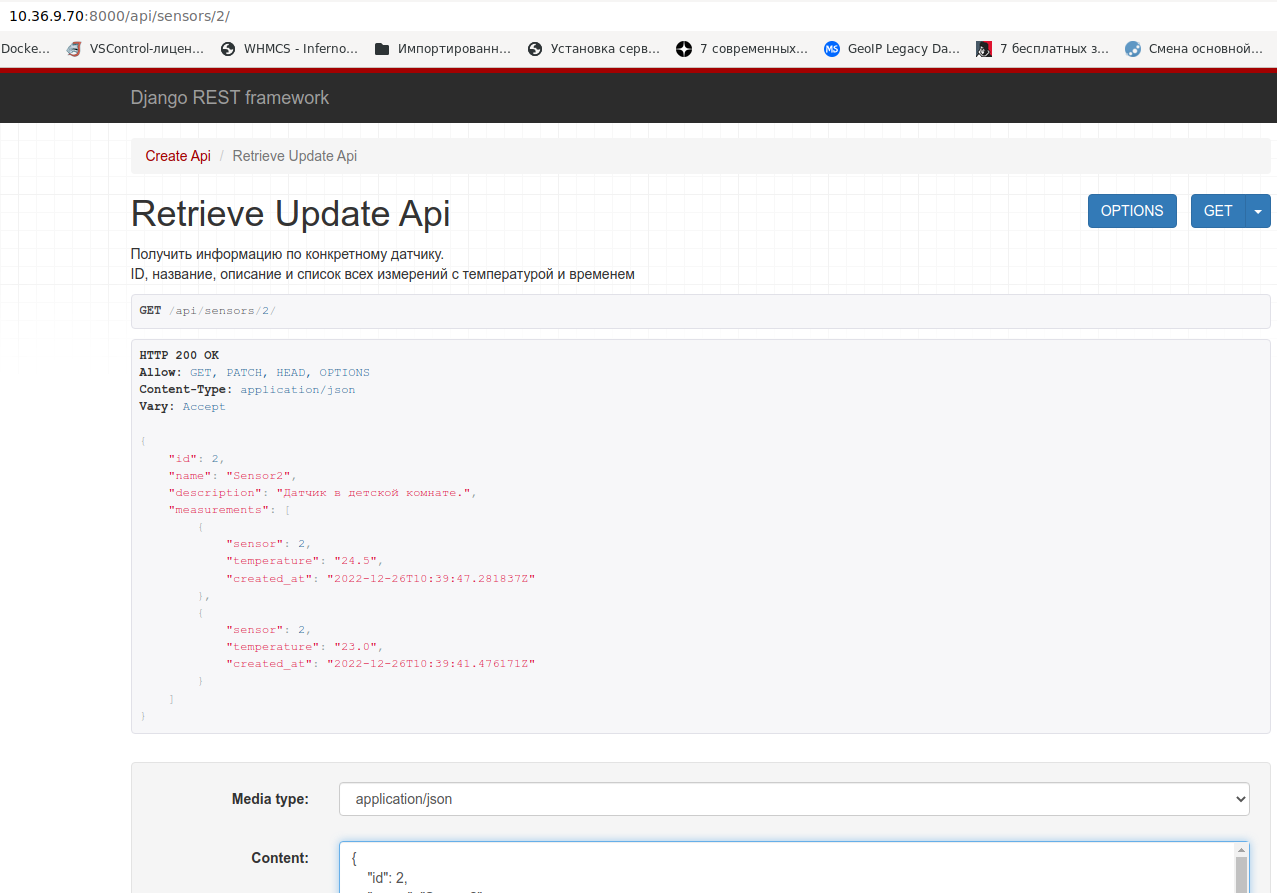 10.36.9.70:8000/api/sensors/2/
Docke... VSControl-лицен... WHMCS - Inferno... Импортированн... Установка серв... 7 современных... MS GeoIP Legacy Da... 7 бесплатных з... Смена основной...
Django REST framework
Create Api / Retrieve Update Api
Retrieve Update Api
OPTIONS GET
Получить информацию по конкретному датчику.
ID, название, описание и список всех измерений с температурой и временем
GET /api/sensors/2/
HTTP 200 OK
Allow: GET, PATCH, HEAD, OPTIONS
Content-Type: application/json
Vary: Accept
{
"id": 2,
"name": "Sensor2",
"description": "Датчик в детской комнате.",
"measurements": [
{
"sensor": 2,
"temperature": "24.5",
"created_at": "2022-12-26T10:39:47.281837Z"
},
{
"sensor": 2,
"temperature": "23.0",
"created_at": "2022-12-26T10:39:41.476171Z"
}
]
}
Media type: application/json
Content: {
"id": 2,